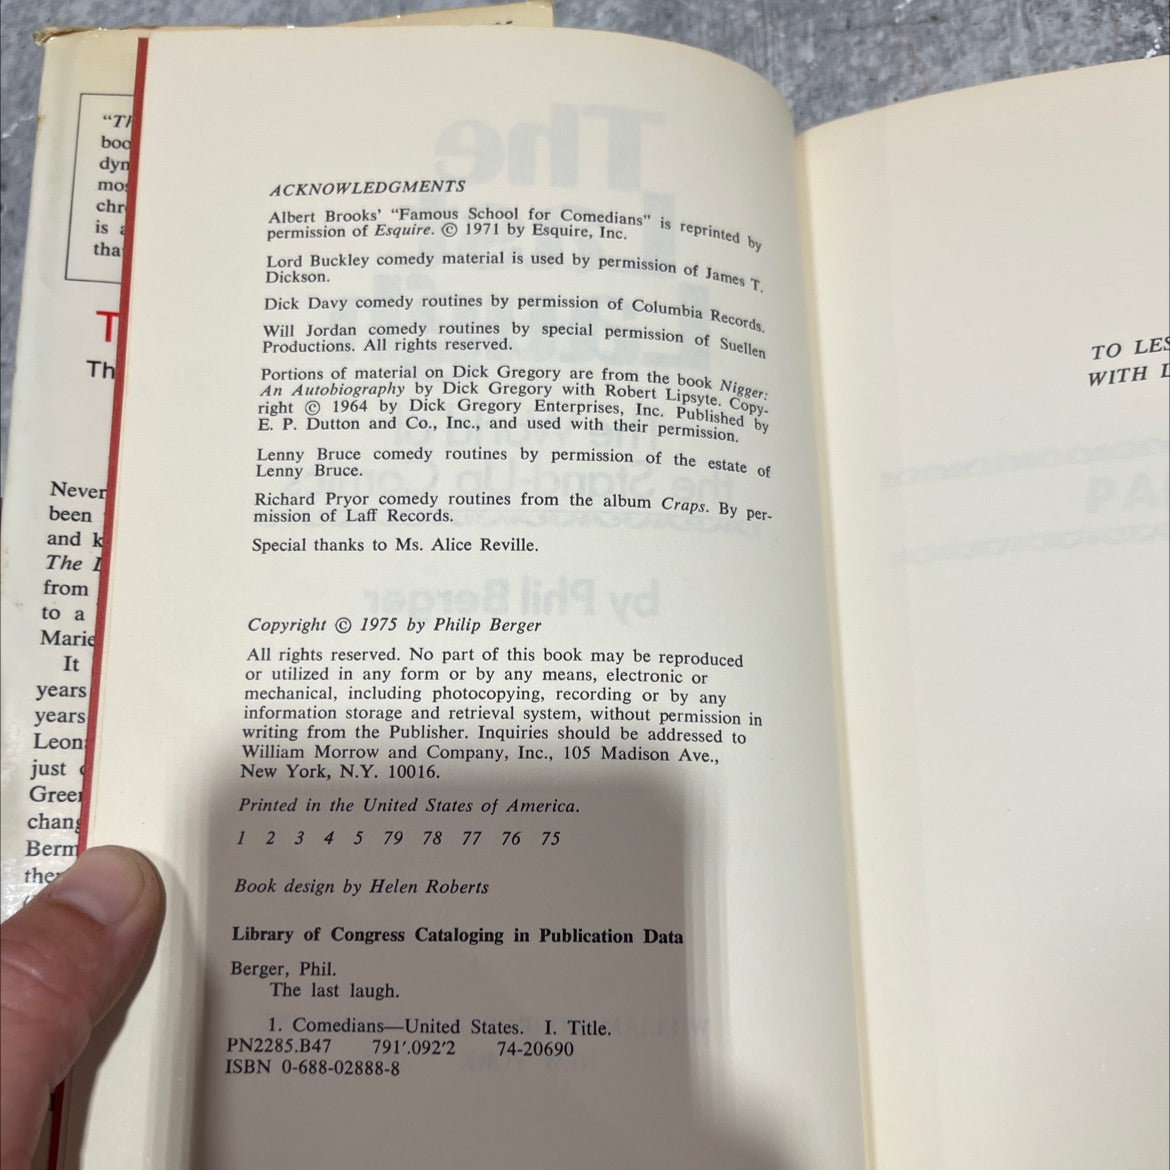 "Th
boo
dyn
mos
chr
is a
tha
T
Th
Never
been
and k
The L
from
to a
Marie
It
years
years
Leon
just
Green
chang
Berm
the
ACKNOWLEDGMENTS
Albert Brooks' "Famous School for Comedians" is reprinted by
permission of Esquire. © 1971 by Esquire, Inc.
Lord Buckley comedy material is used by permission of James T.
Dickson.
Dick Davy comedy routines by permission of Columbia Records.
Will Jordan comedy routines by special permission of Suellen
Productions. All rights reserved.
Portions of material on Dick Gregory are from the book Nigger:
An Autobiography by Dick Gregory with Robert Lipsyte. Copy-
right © 1964 by Dick Gregory Enterprises, Inc. Published by
E. P. Dutton and Co., Inc., and used with their permission.
Lenny Bruce comedy routines by permission of the estate of
Lenny Bruce.
Richard Pryor comedy routines from the album Craps. By per-
mission of Laff Records.
Special thanks to Ms. Alice Reville.
Copyright © 1975 by Philip Berger
All rights reserved. No part of this book may be reproduced
or utilized in any form or by any means, electronic or
mechanical, including photocopying, recording or by any
information storage and retrieval system, without permission in
writing from the Publisher. Inquiries should be addressed to
William Morrow and Company, Inc., 105 Madison Ave.,
New York, N.Y. 10016.
Printed in the United States of America.
1 2 3 4 5 79 78 77 76 75
Book design by Helen Roberts
Library of Congress Cataloging in Publication Data
Berger, Phil.
The last laugh.
1. Comedians—United States. I. Title.
PN2285.B47 791'.092'2 74-20690
ISBN 0-688-02888-8
TO LES
WITH L